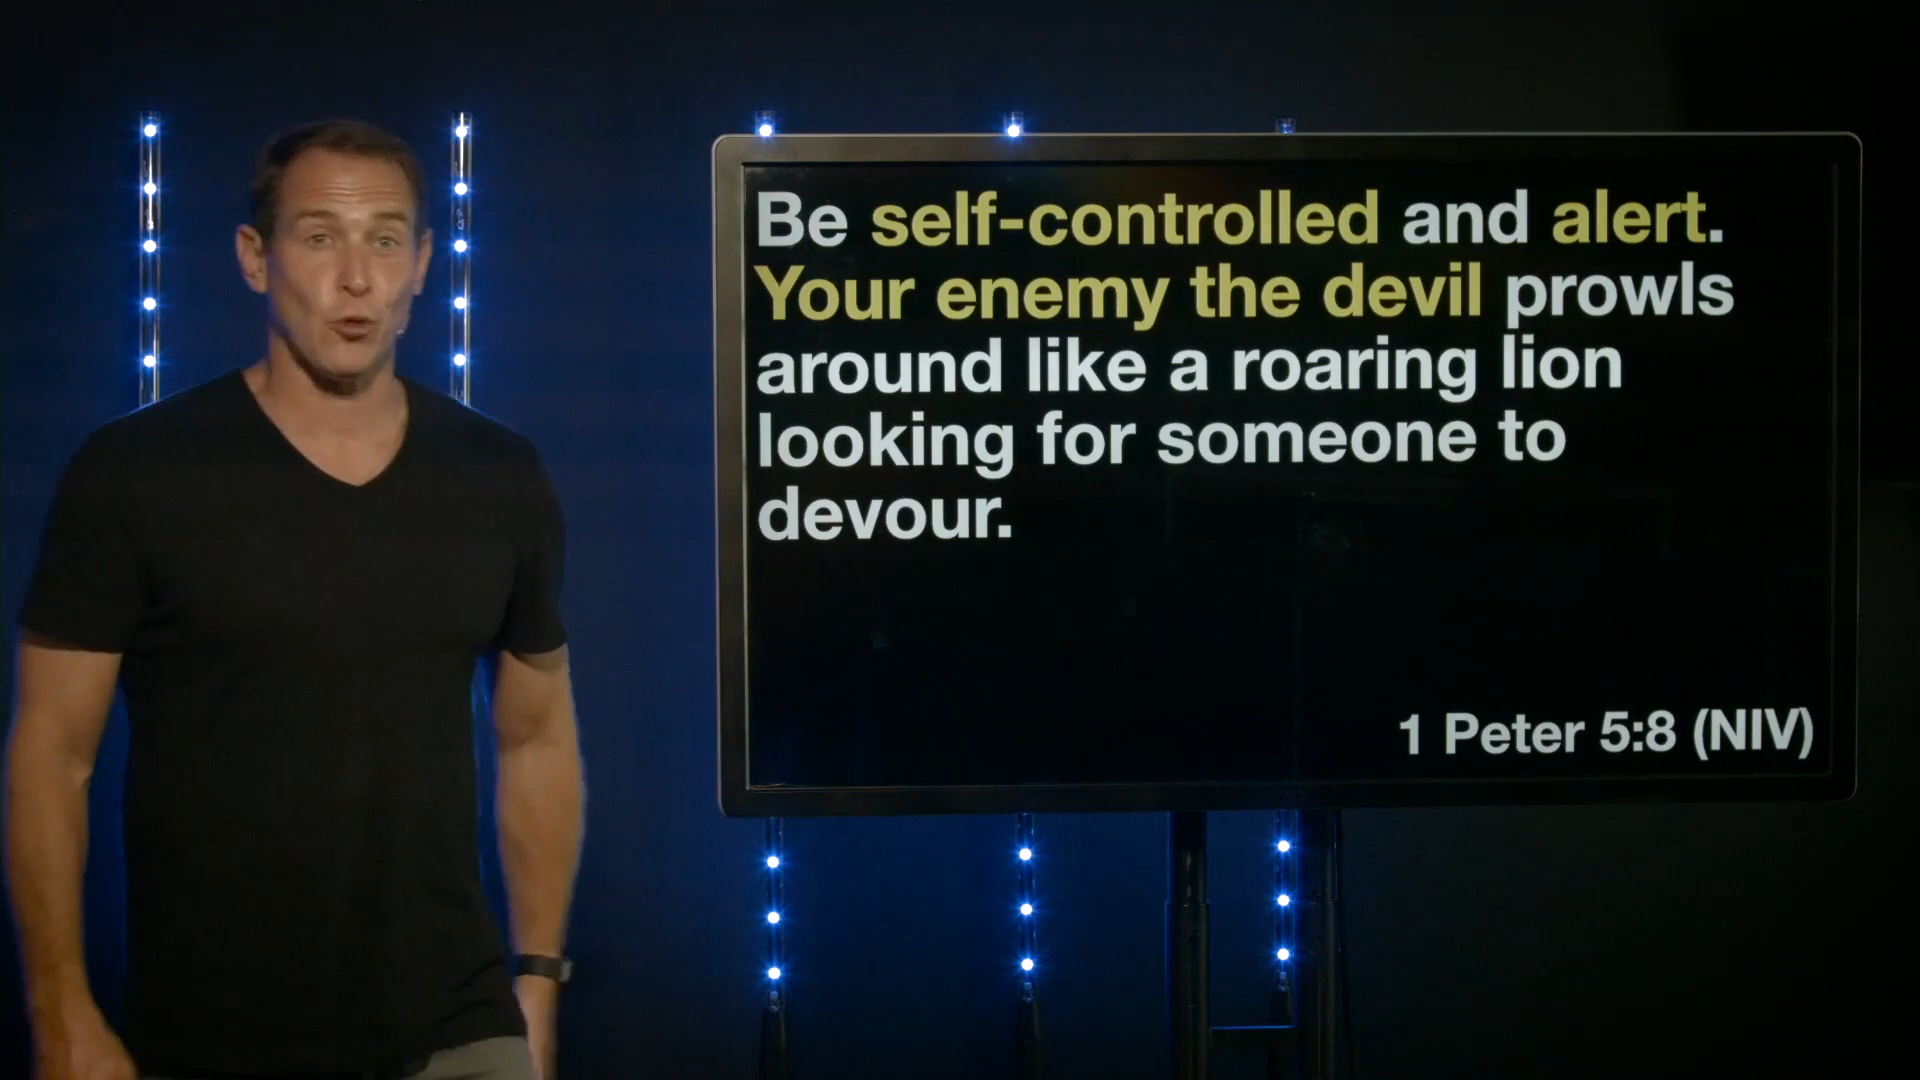 Be self-controlled and alert.
Your enemy the devil prowls
around like a roaring lion
looking for someone to
devour.
1 Peter 5:8 (NIV)